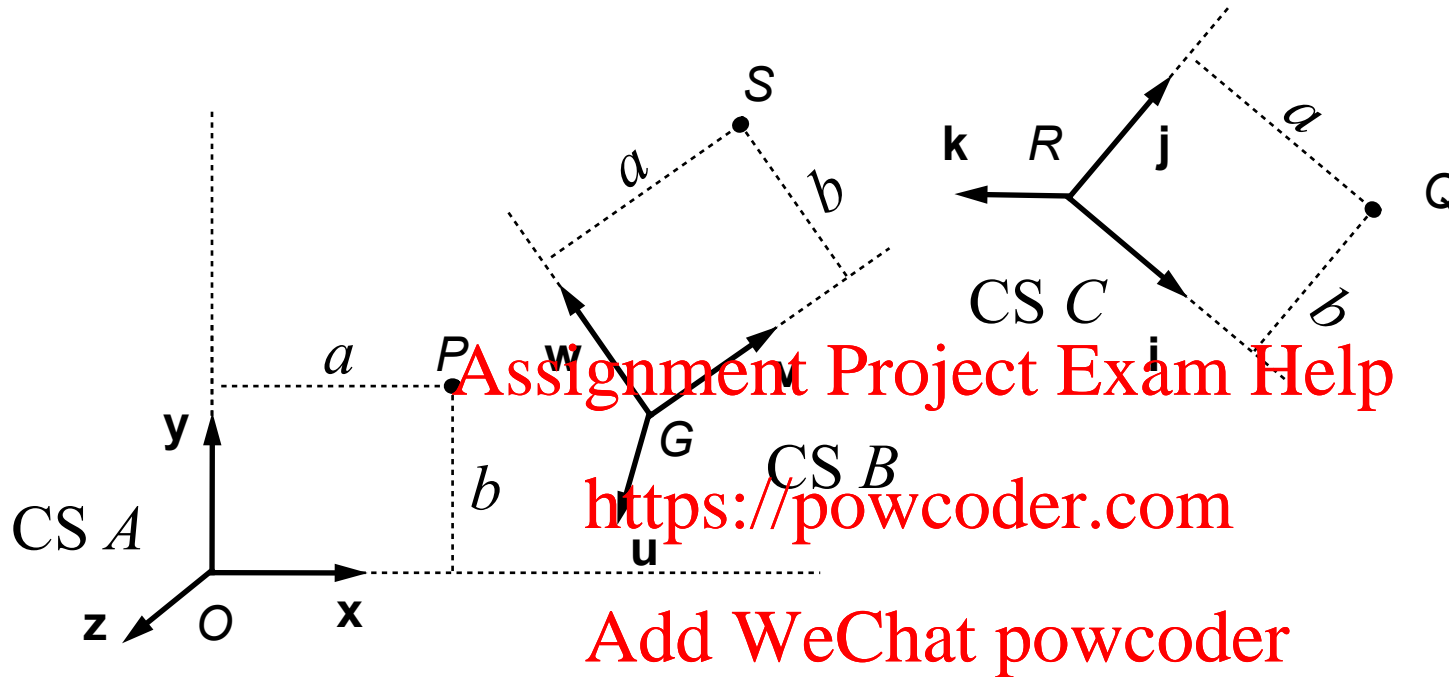 S
a
b
k
R
j
a
Q
CS C
b
i
a
P
w
v
Assignment Project Exam Help
y
G
CS B
b
https://powcoder.com
CS A
u
z
O
x
Add WeChat powcoder